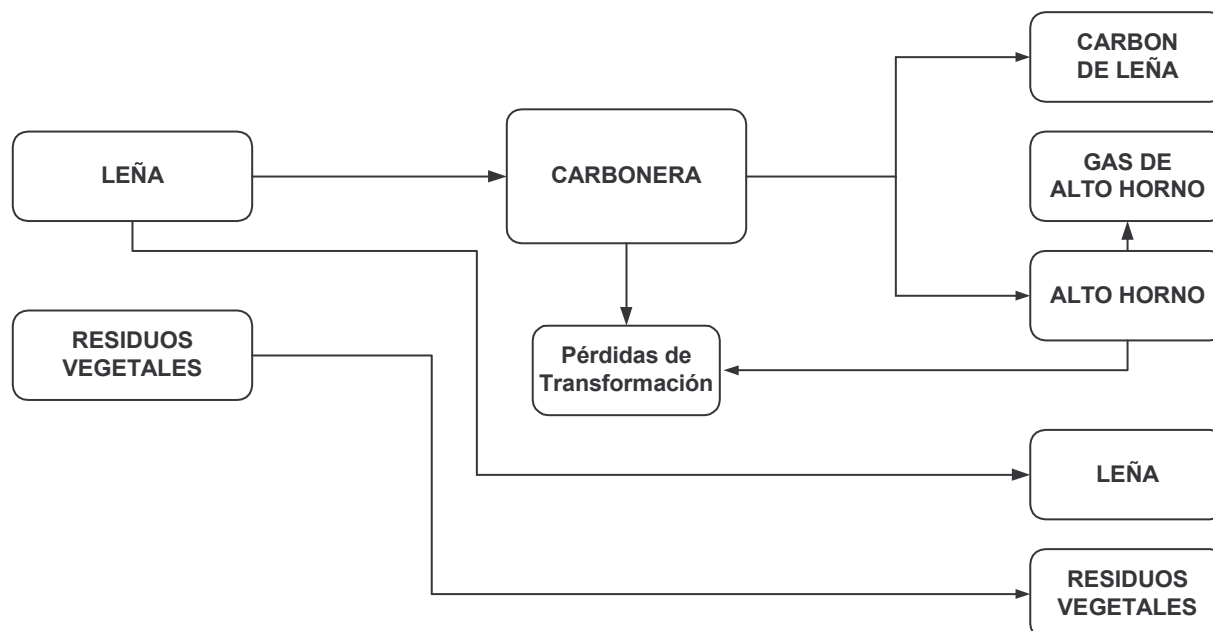 CARBON
DE LEÑA
LEÑA
CARBONERA
GAS DE
ALTO HORNO
ALTO HORNO
RESIDUOS
VEGETALES
Pérdidas de
Transformación
LEÑA
RESIDUOS
VEGETALES